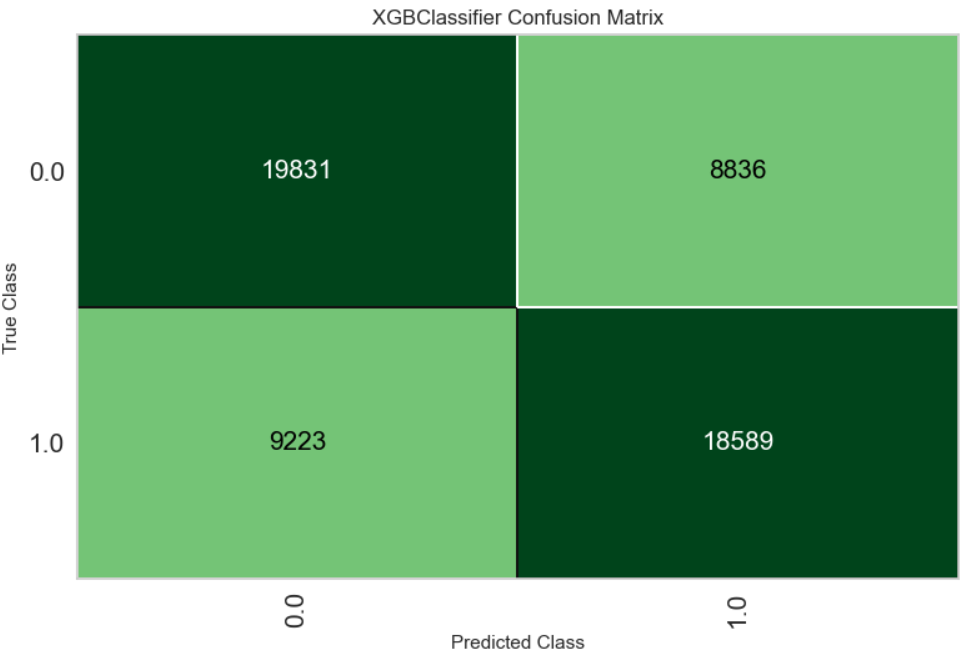 XGBClassifier Confusion Matrix
True Class
0.0
19831
8836
1.0
9223
18589
0.0
1.0
Predicted Class